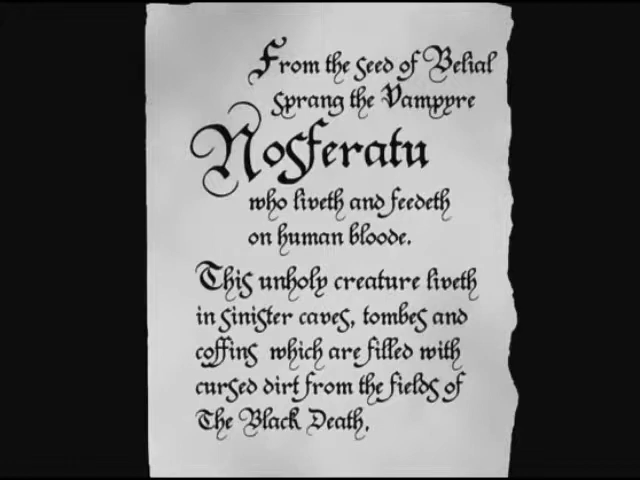 From the seed of Belial
sprang the Vampyre
Nosferatu
who liveth and feedeth
on human bloode.
This unholy creature liveth
in sinister caves, tombes and
coffins which are filled with
cursed dirt from the fields of
The Black Death.